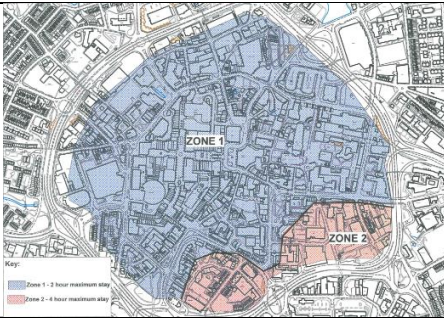 ZONE 1
ZONE 2
Key:
Zone 1 - 2 hour maximum stay
Zone 2 - 4 hour maximum stay